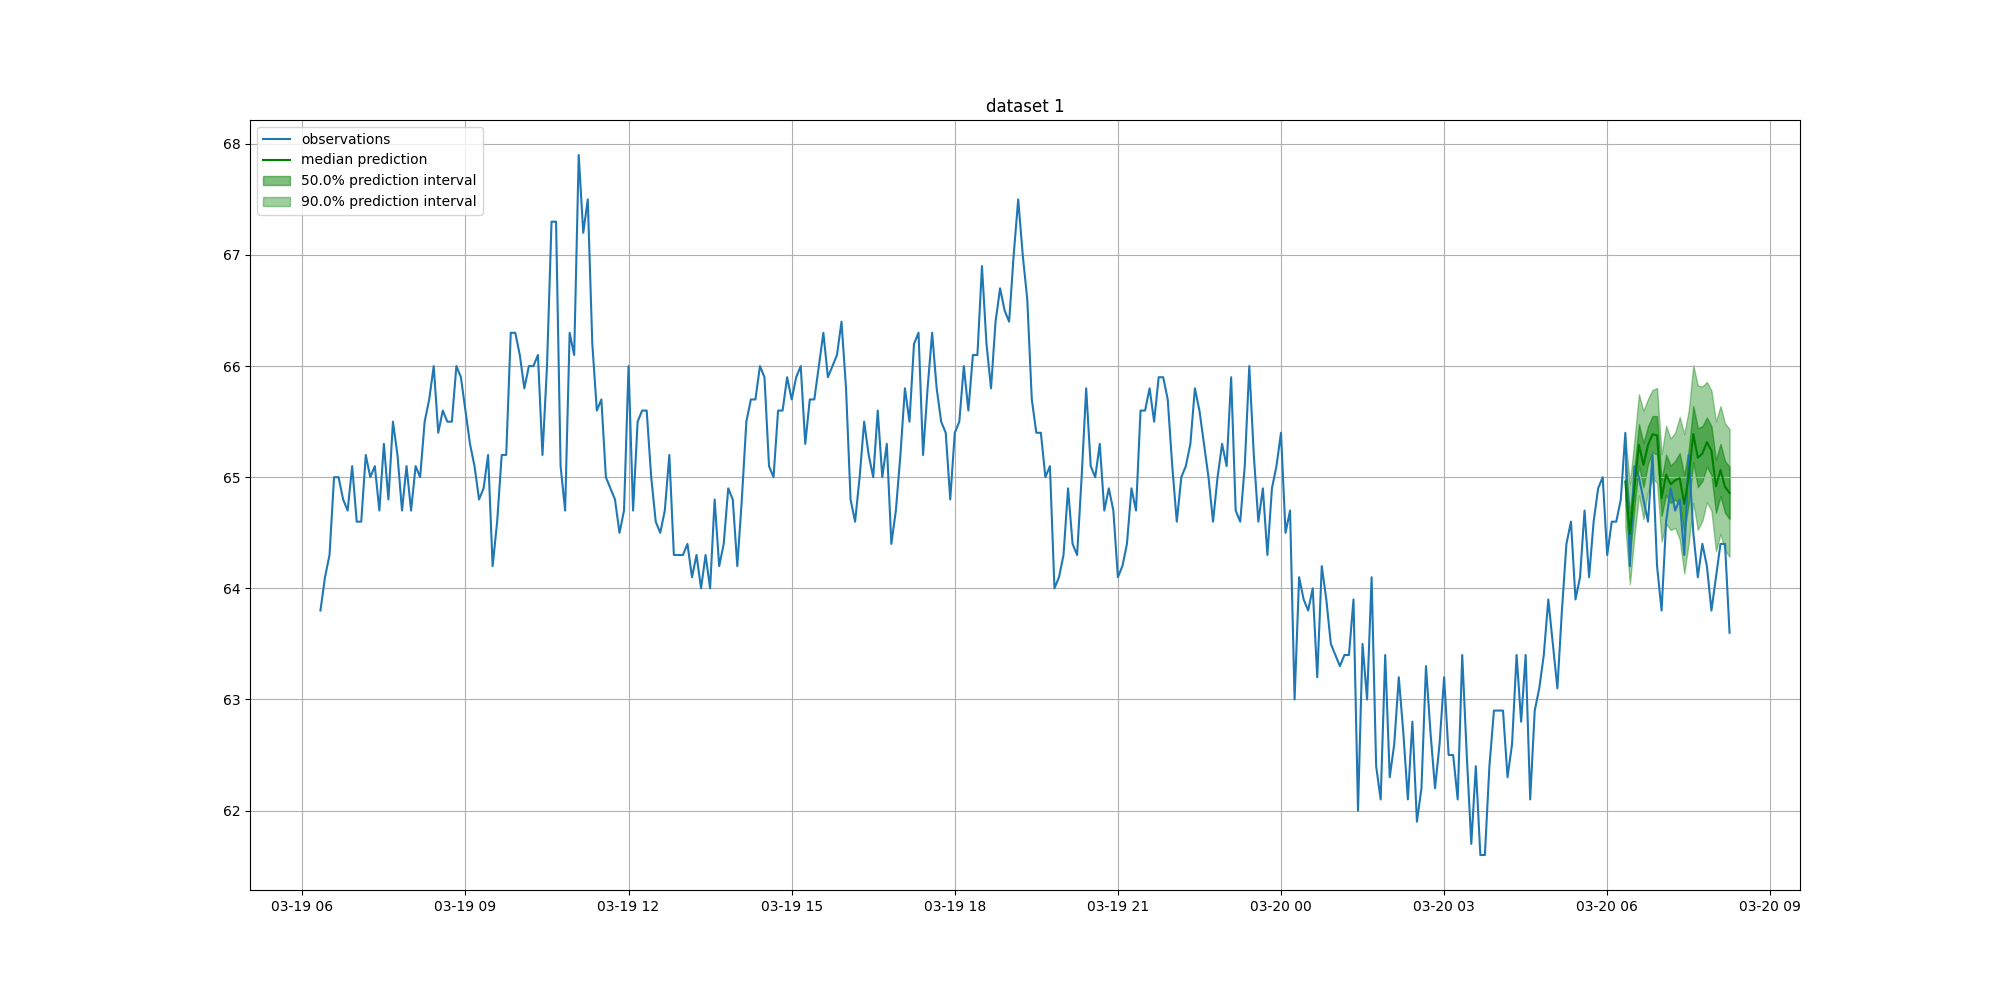 dataset 1
observations
median prediction
50.0% prediction interval
90.0% prediction interval
68
67
66
65
64
63
62
03-19 06 03-19 09 03-19 12 03-19 15 03-19 18 03-19 21 03-20 00 03-20 03 03-20 06 03-20 09